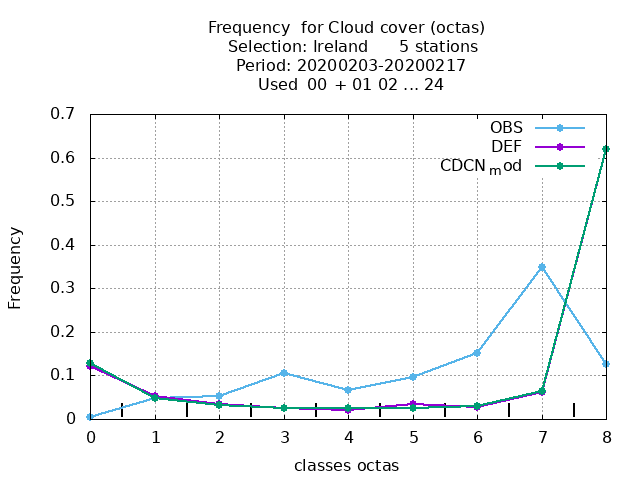 Frequency for Cloud cover (octas)
Selection: Ireland 5 stations
Period: 20200203-20200217
Used 00 + 01 02 ... 24
OBS
DEF
CDCNmod
Frequency
0.7
0.6
0.5
0.4
0.3
0.2
0.1
0
0 1 2 3 4 5 6 7 8
classes octas